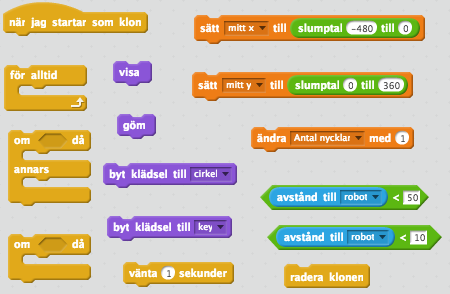 när jag startar som klon
sätt mitt x till slumptal -480 till 0
för alltid
visa
sätt mitt y till slumptal 0 till 360
göm
om då
annars
ändra Antal nycklar med 1
byt klädsel till cirkel
avstånd till robot < 50
byt klädsel till key
avstånd till robot < 10
om då
vänta 1 sekunder
radera klonen